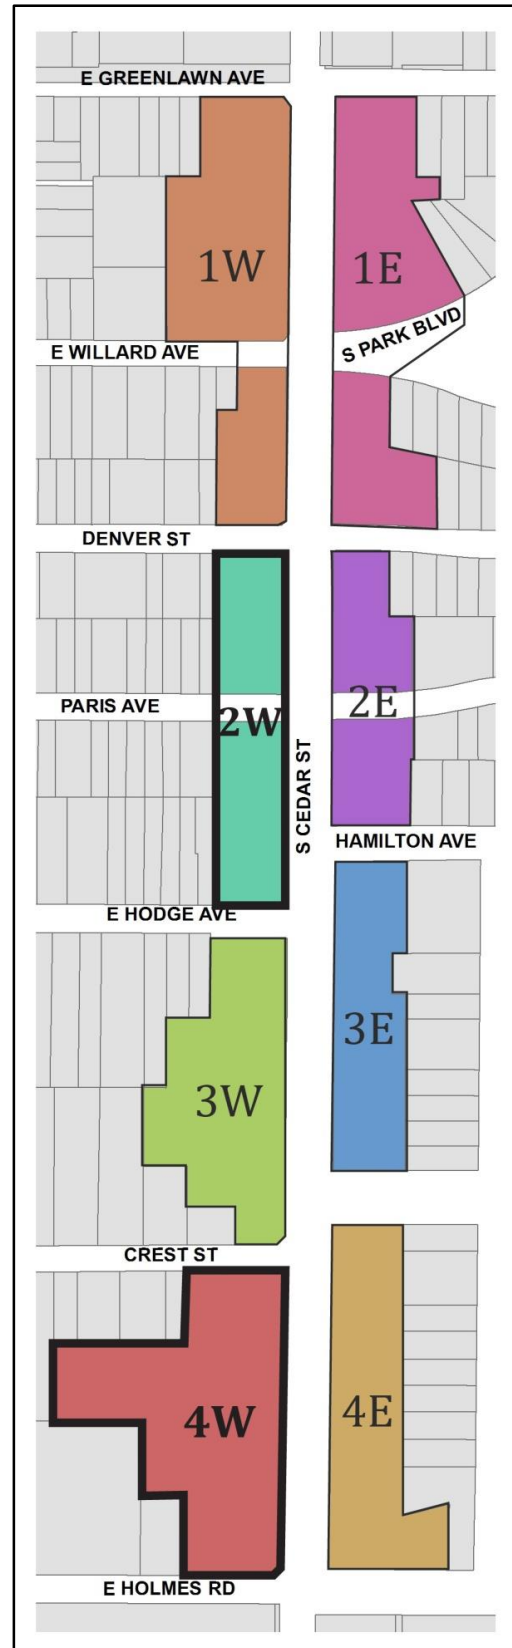 E GREENLAWN AVE
1W
1E
S PARK BLVD
E WILLARD AVE
DENVER ST
2E
PARIS AVE
2W
S CEDAR ST
HAMILTON AVE
E HODGE AVE
3E
3W
CREST ST
4E
4W
E HOLMES RD